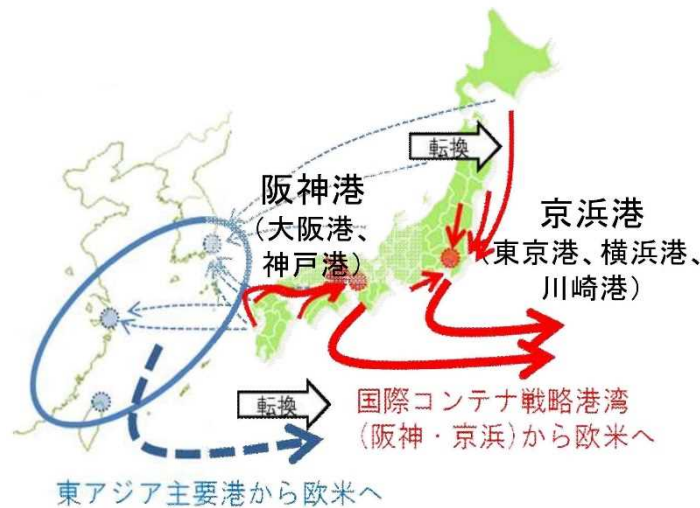 転換
阪神港
（大阪港、
神戸港）
京浜港
（東京港、横浜港、
川崎港）
転換
国際コンテナ戦略港湾
(阪神・京浜)から欧米へ
東アジア主要港から欧米へ